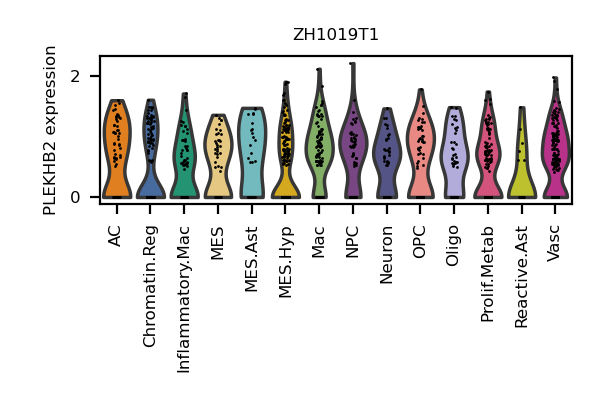 ZH1019T1
PLEKHB2 expression
2
0
AC
Chromatin.Reg
Inflammatory.Mac
MES
MES.Ast
MES.Hyp
Mac
NPC
Neuron
OPC
Oligo
Prolif.Metab
Reactive.Ast
Vasc